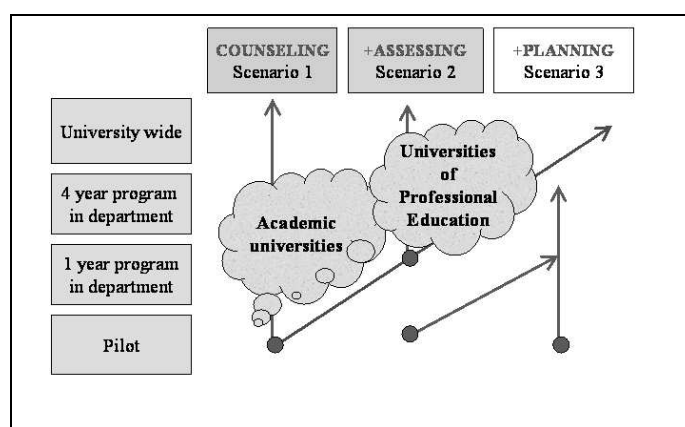 COUNSELING
Scenario 1
+ASSESSING
Scenario 2
+PLANNING
Scenario 3
University wide
4 year program
in department
1 year program
in department
Pilot
Academic
universities
Universities
of
Professional
Education